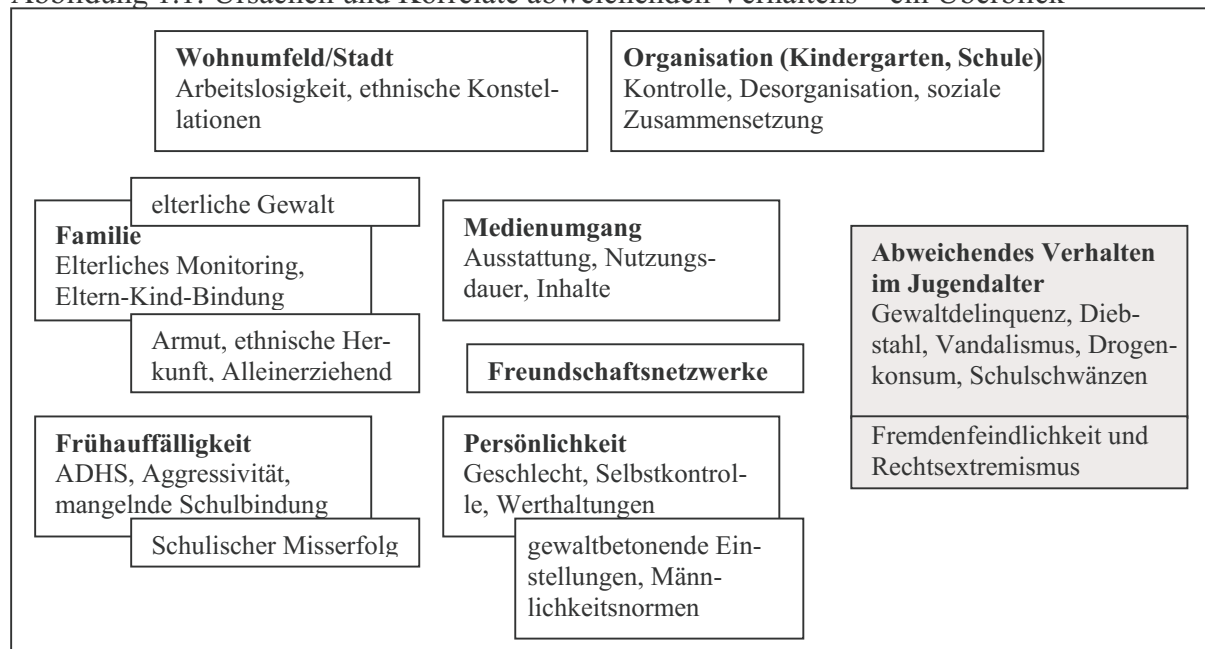 Abbildung 1.1: Ursachen und Korrelate abweichenden Verhaltens – ein Überblick
Wohnumfeld/Stadt
Arbeitslosigkeit, ethnische Konstel-
lationen
Organisation (Kindergarten, Schule)
Kontrolle, Desorganisation, soziale
Zusammensetzung
elterliche Gewalt
Familie
Elterliches Monitoring,
Eltern-Kind-Bindung
Armut, ethnische Her-
kunft, Alleinerziehend
Medienumgang
Ausstattung, Nutzungs-
dauer, Inhalte
Freundschaftsnetzwerke
Frühauffälligkeit
ADHS, Aggressivität,
mangelnde Schulbindung
Schulischer Misserfolg
Persönlichkeit
Geschlecht, Selbstkontrol-
le, Werthaltungen
gewaltbetonende Ein-
stellungen, Männ-
lichkeitsnormen
Abweichendes Verhalten
im Jugendalter
Gewaltdelinquenz, Dieb-
stahl, Vandalismus, Drogen-
konsum, Schulschwänzen
Fremdenfeindlichkeit und
Rechtsextremismus